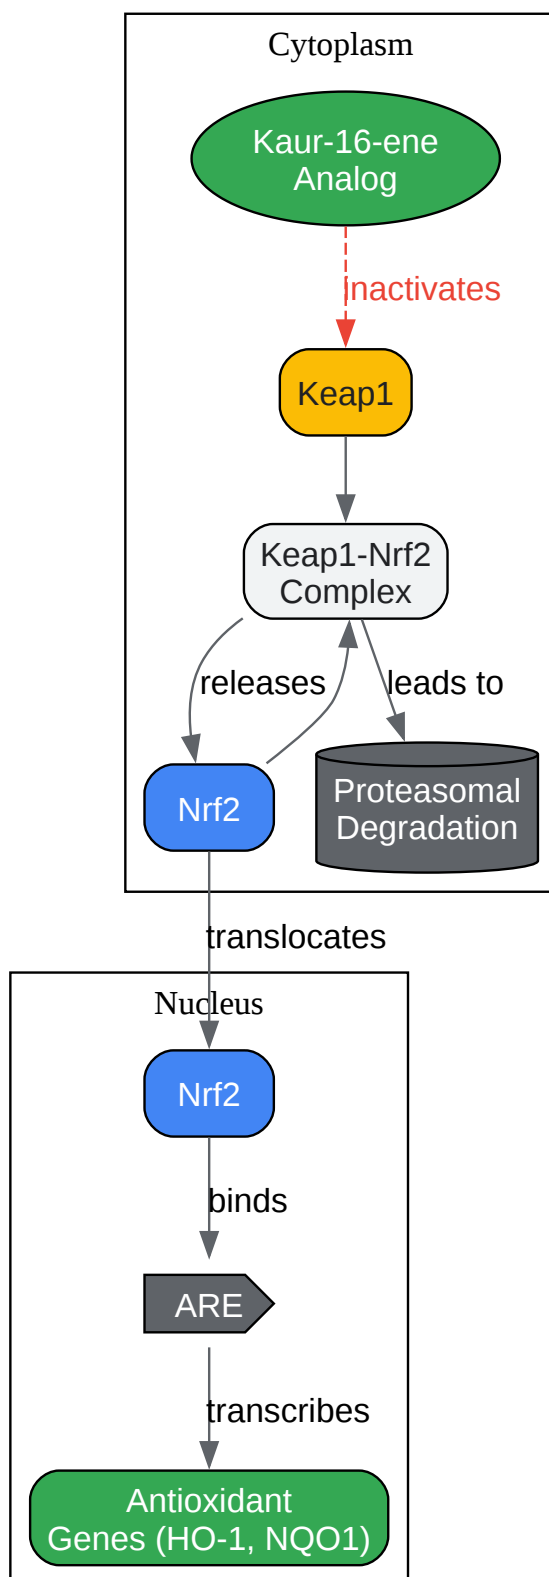 Cytoplasm
Kaur-16-ene
Analog
inactivates
Keap1
Keap1-Nrf2
Complex
releases
leads to
Nrf2
Proteasomal
Degradation
translocates
Nucleus
Nrf2
binds
ARE
transcribes
Antioxidant
Genes (HO-1, NQO1)